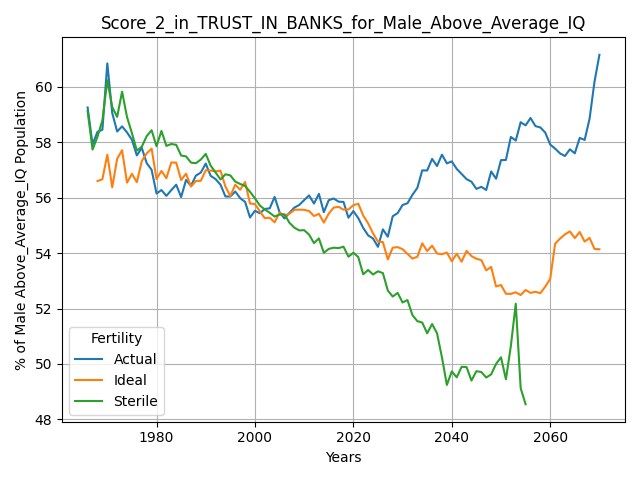 Score_2_in_TRUST_IN_BANKS_for_Male_Above_Average_IQ
% of Male Above_Average_IQ Population
60
58
56
54
52
50
48
Fertility
Actual
Ideal
Sterile
1980
2000
2020
2040
2060
Years